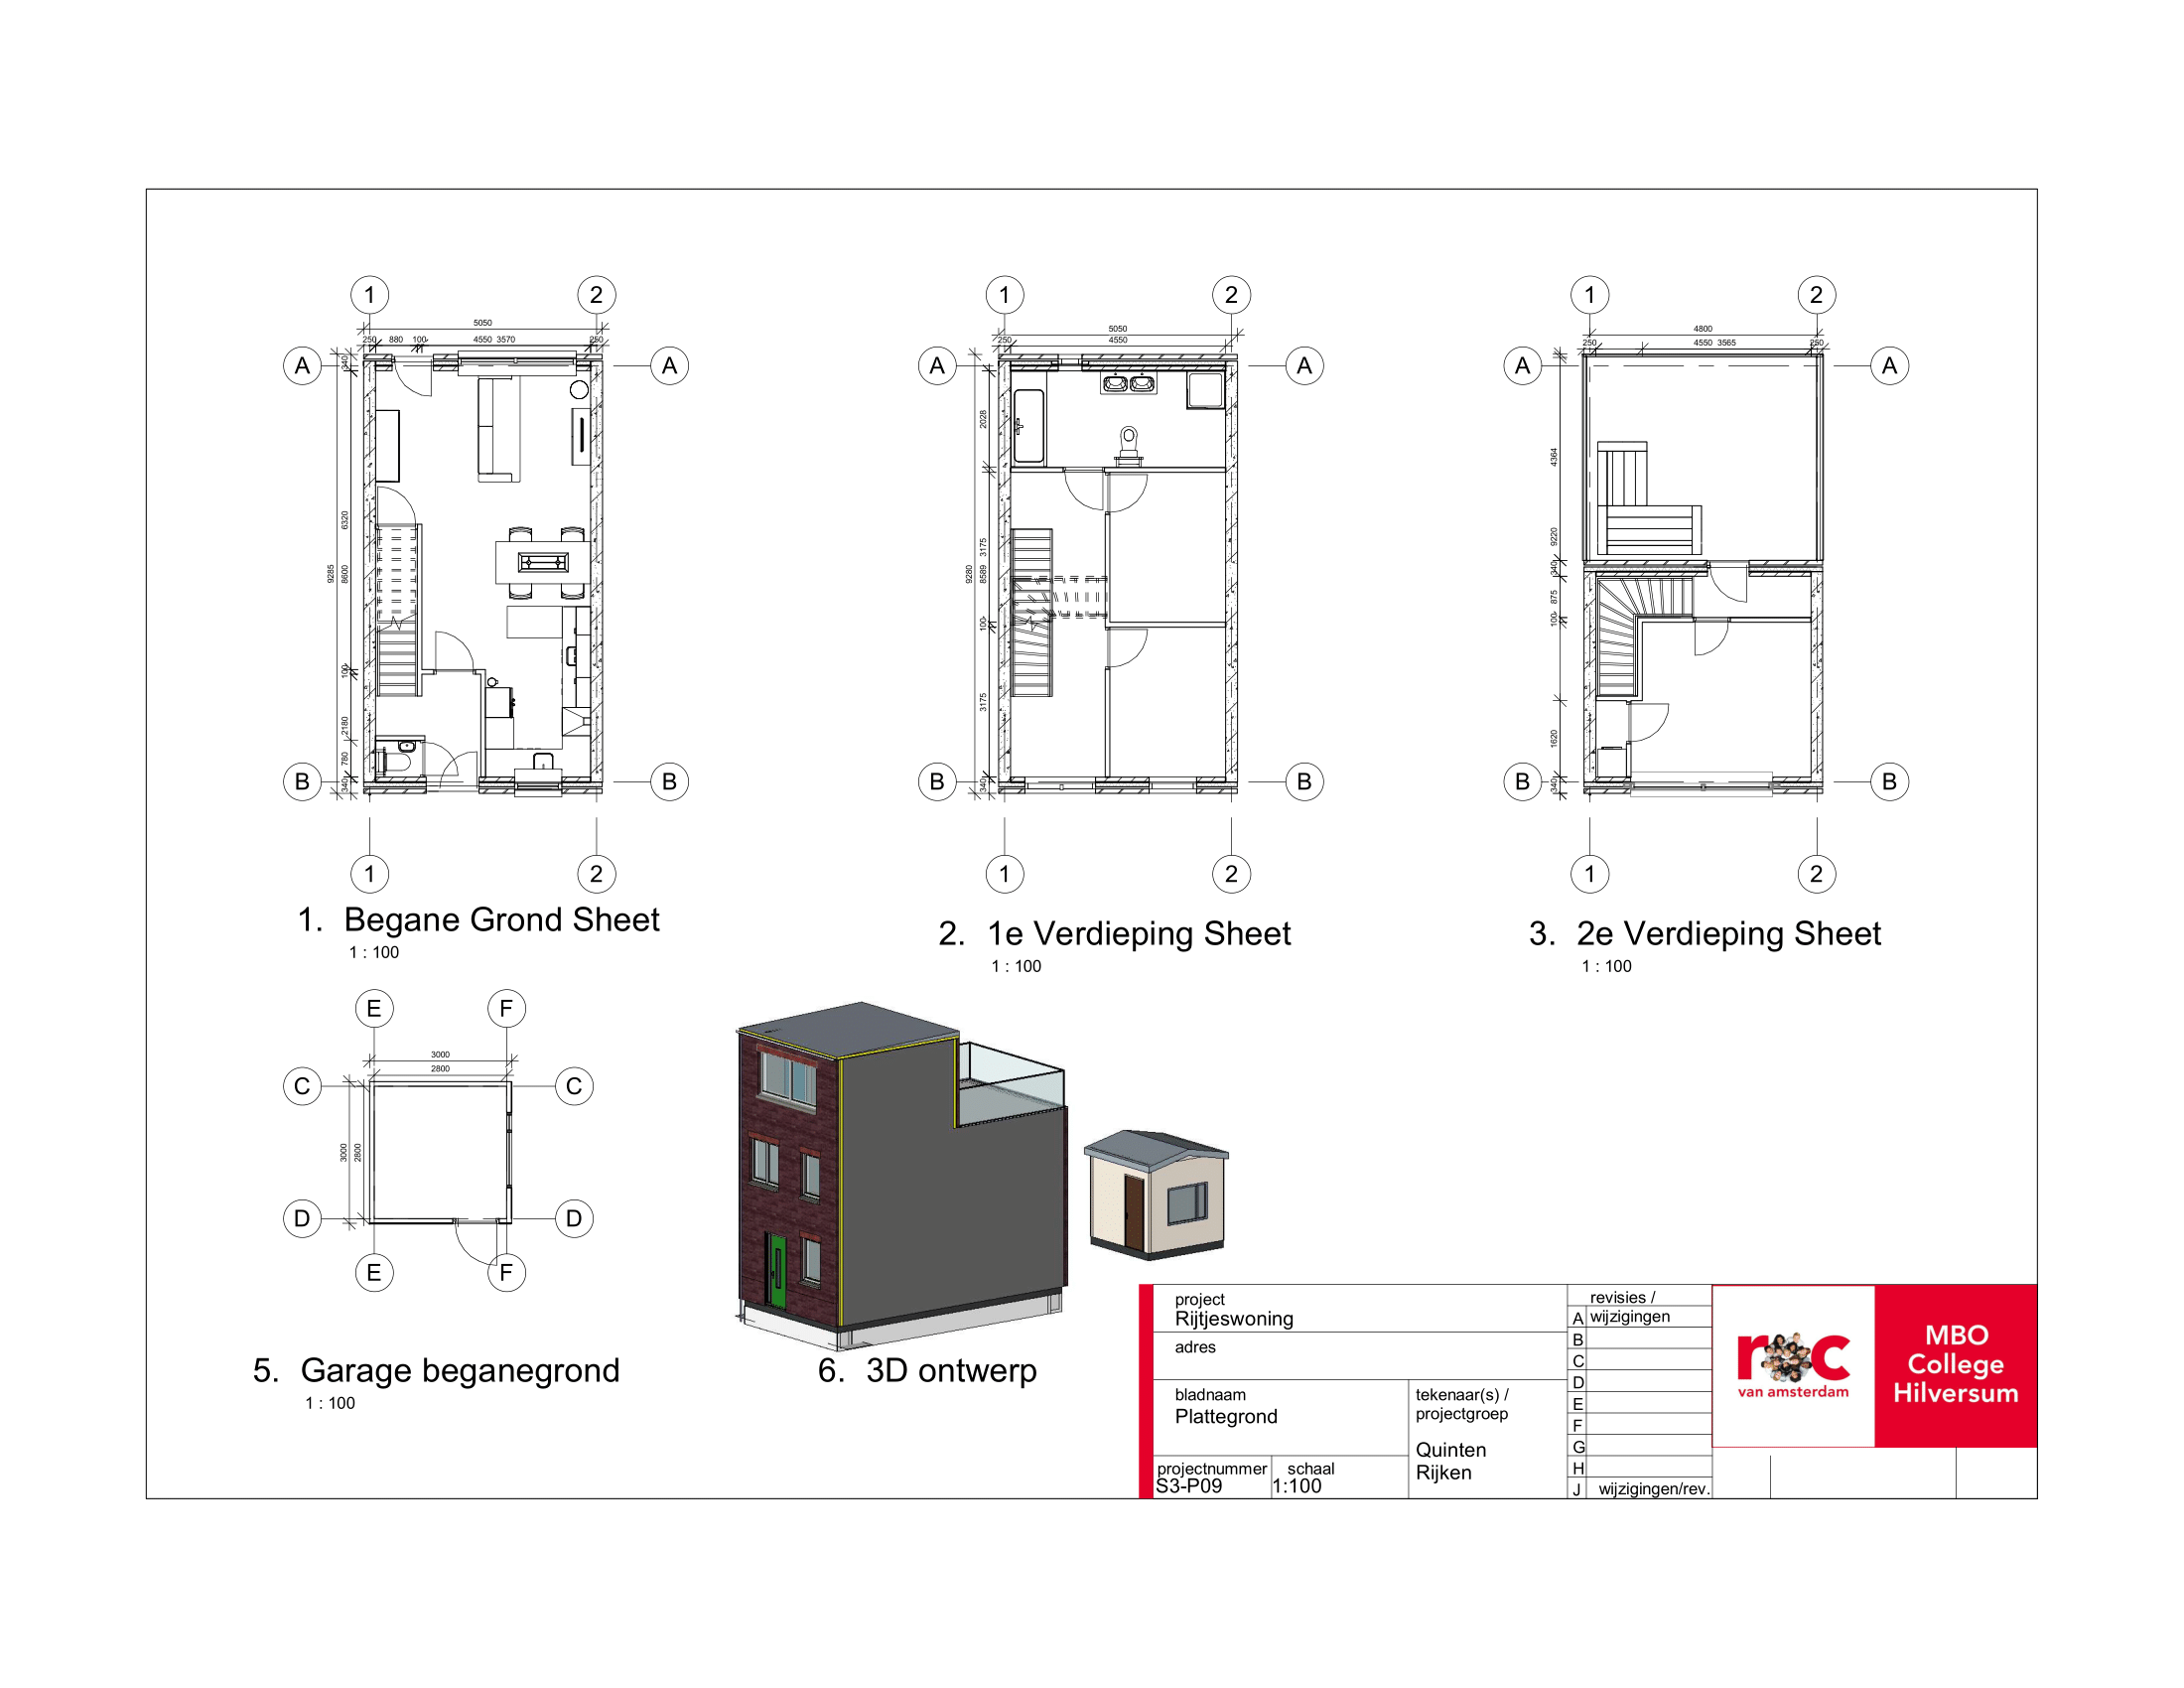 1 2 1 2 1 2
5050 5050 4800
250 880 100 4550 3570 250 250 4550 250 4550 3565 250
A A A A A A
340
2028
4364
6320
3175
9220
9285 8600 9280 8589
340
875
100
100
100
2180
3175
1620
780
340 340 340
B B B B B B
1 2 1 2 1 2
1. Begane Grond Sheet
1 : 100
2. 1e Verdieping Sheet
1 : 100
3. 2e Verdieping Sheet
1 : 100
E F
3000
2800
C C
3000 2800
D D
E F
5. Garage beganegrond
1 : 100
6. 3D ontwerp
project
Rijtjeswoning
adres
bladnaam
Plattegrond
projectnummer
S3-P09
schaal
1:100
tekenaar(s) /
projectgroep
Quinten
Rijken
revisies /
A wijzigingen
B
C
D
E
F
G
H
J wijzigingen/rev.
roc
van amsterdam
MBO
College
Hilversum